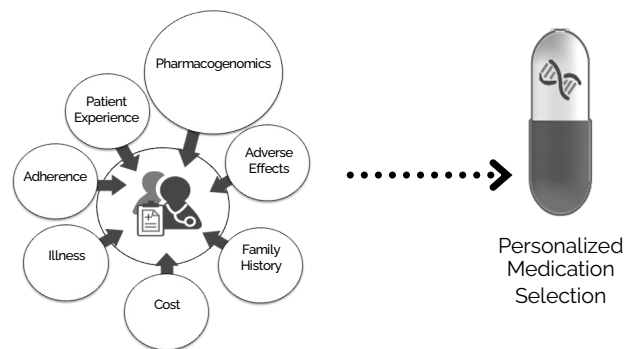 Pharmacogenomics
Patient
Experience
Adverse
Effects
Adherence
Illness
Family
History
Cost
Personalized
Medication
Selection